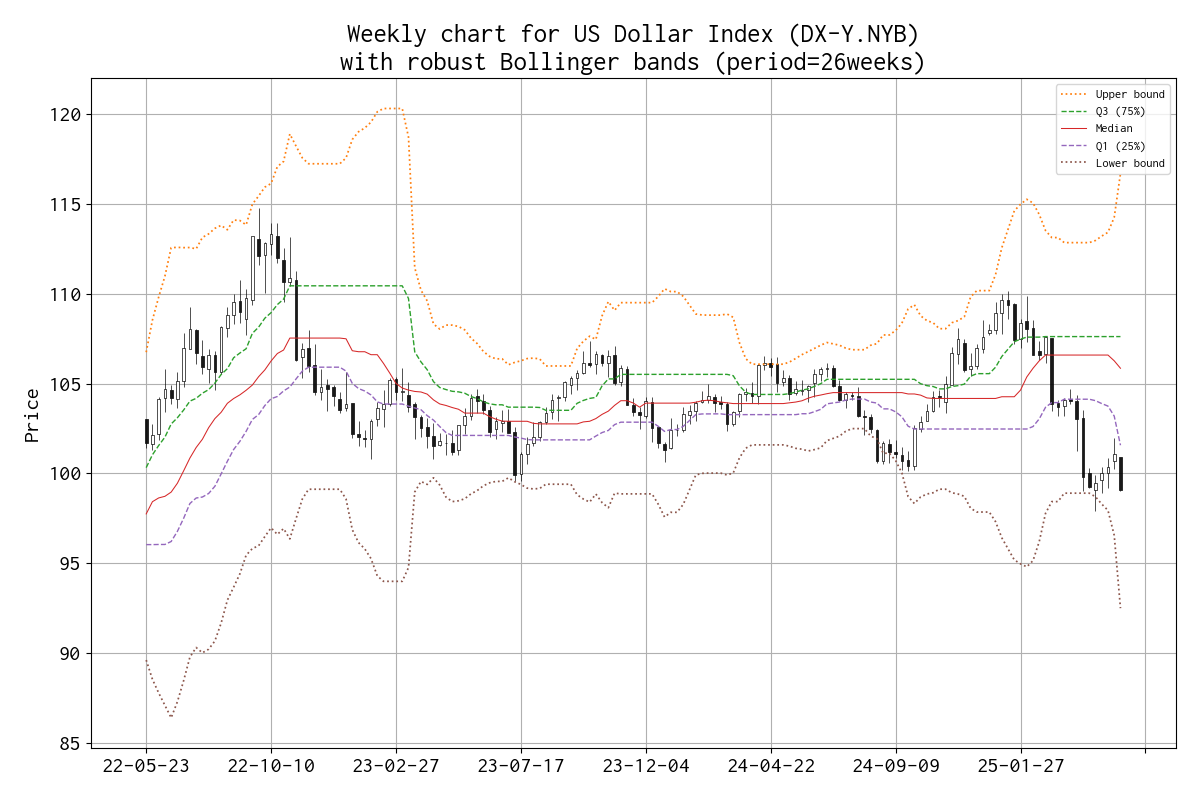 Weekly chart for US Dollar Index (DX-Y.NYB)
with robust Bollinger bands (period=26weeks)
Upper bound
Q3 (75%)
Median
Q1 (25%)
Lower bound
Price
120
115
110
105
100
95
90
85
22-05-23 22-10-10 23-02-27 23-07-17 23-12-04 24-04-22 24-09-09 25-01-27